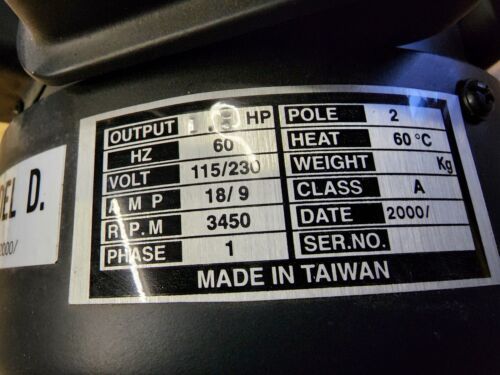 OUTPUT HP
HZ 60
VOLT 115/230
AMP 18/9
R.P.M 3450
PHASE 1
POLE 2
HEAT 60 °C
WEIGHT Kg
CLASS A
DATE 2000/
SER.NO.
MADE IN TAIWAN
DEL D.
2000/